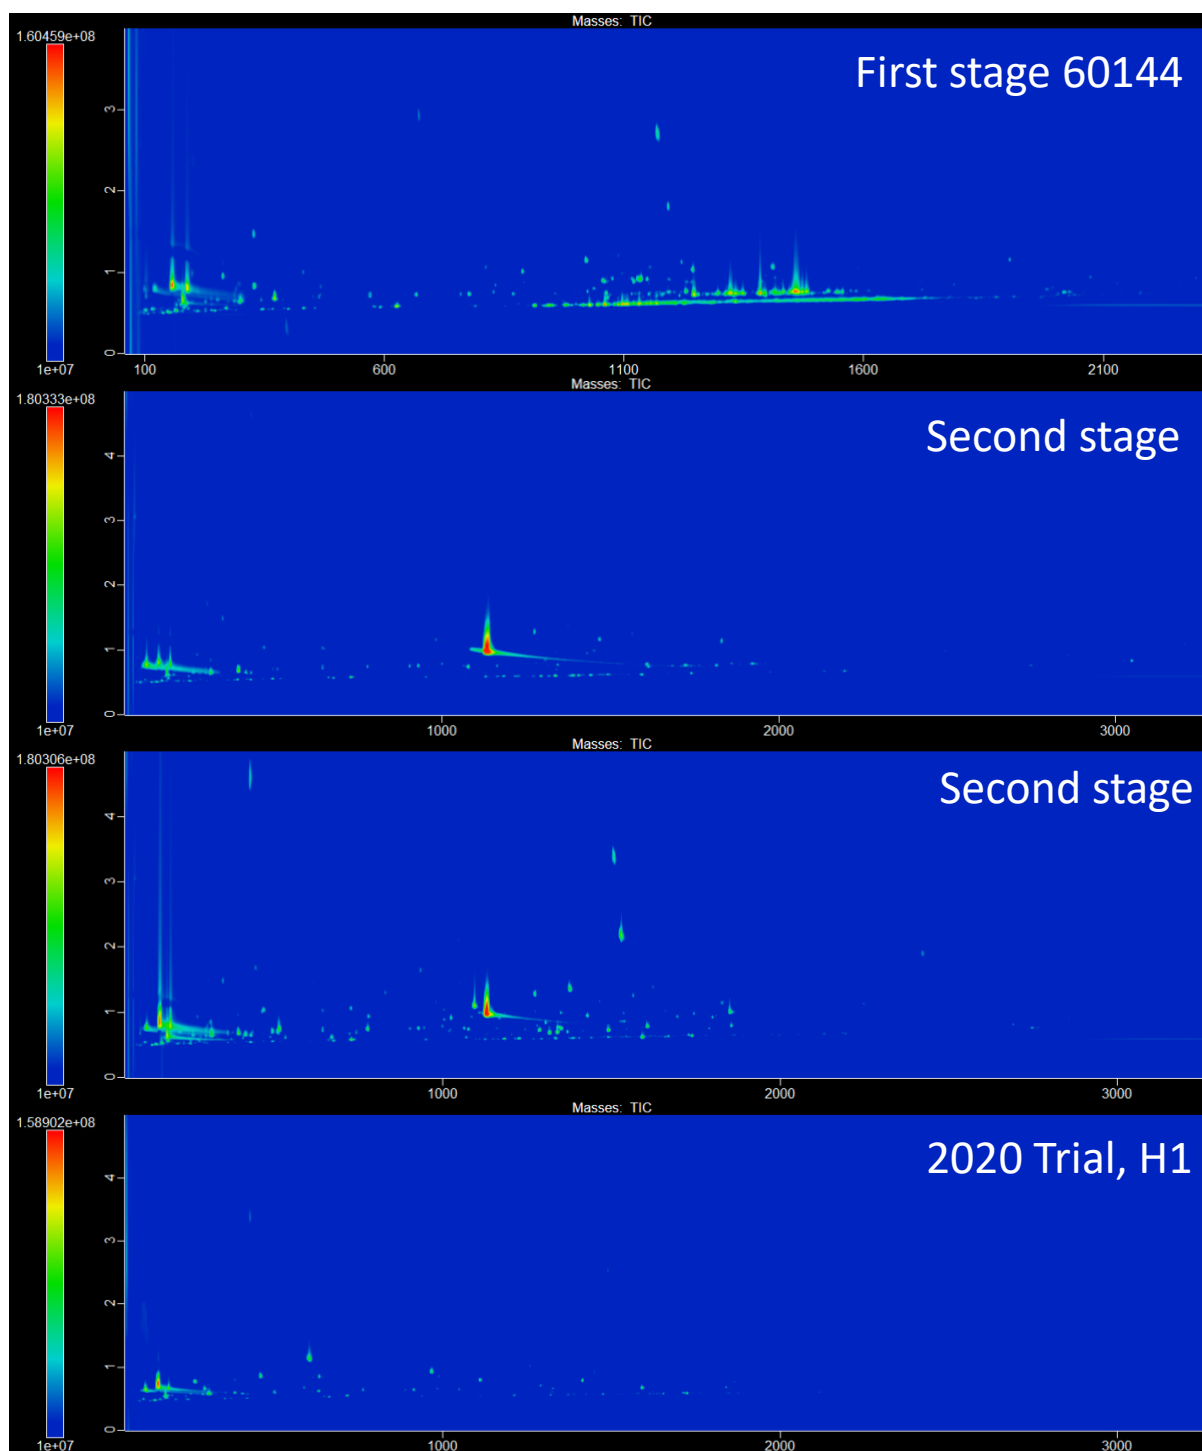 Masses: TIC
1.60459e+08
First stage 60144
3
2
1
0
1e+07
100
600
1100
1600
2100
Masses: TIC
1.80333e+08
Second stage
4
3
2
1
0
1e+07
1000
2000
3000
Masses: TIC
1.80306e+08
Second stage
4
3
2
1
0
1e+07
1000
2000
3000
Masses: TIC
1.58902e+08
2020 Trial, H1
4
3
2
1
0
1e+07
1000
2000
3000